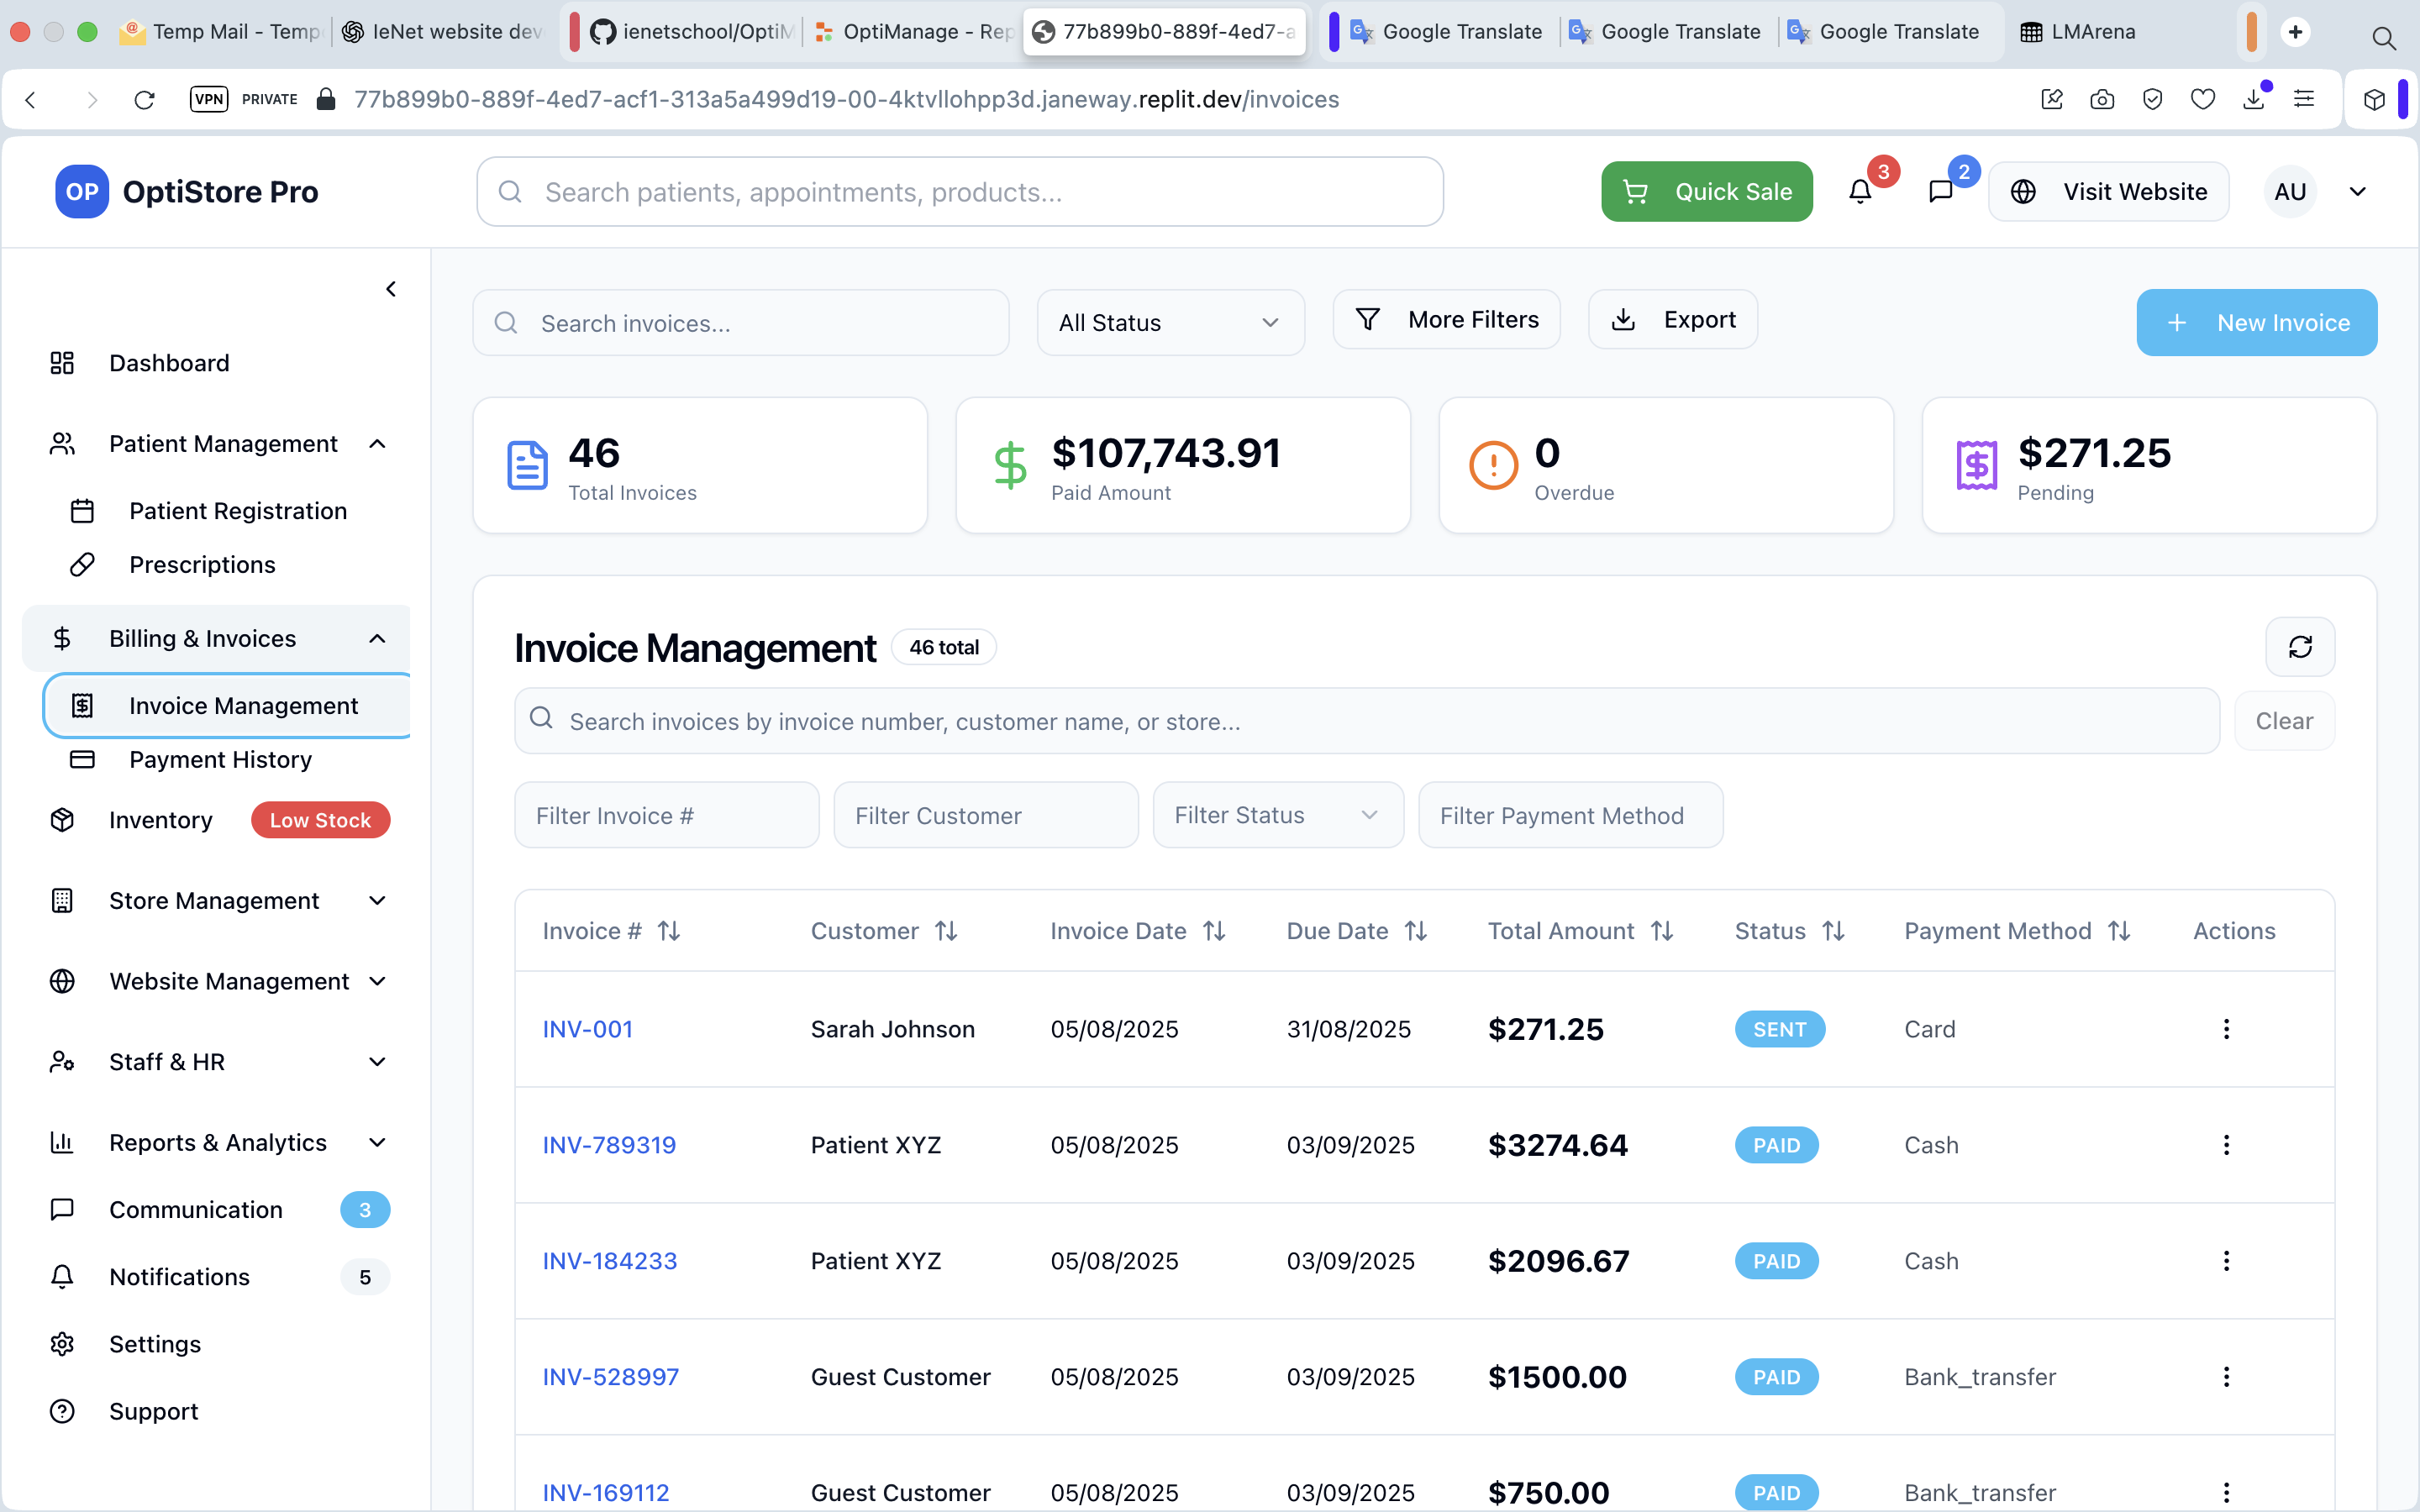 Temp Mail - Temp
IeNet website dev
ienetschool/OptiM
OptiManage - Rep
77b899b0-889f-4ed7-a
Google Translate
Google Translate
Google Translate
LMArena
VPN PRIVATE 77b899b0-889f-4ed7-acf1-313a5a499d19-00-4ktvllohpp3d.janeway.replit.dev/invoices
OP OptiStore Pro
Search patients, appointments, products...
Quick Sale
3
2
Visit Website
AU
Dashboard
Patient Management
Patient Registration
Prescriptions
Billing & Invoices
Invoice Management
Payment History
Inventory Low Stock
Store Management
Website Management
Staff & HR
Reports & Analytics
Communication 3
Notifications 5
Settings
Support
Search invoices...
All Status
More Filters
Export
New Invoice
46
Total Invoices
$107,743.91
Paid Amount
0
Overdue
$271.25
Pending
Invoice Management 46 total
Search invoices by invoice number, customer name, or store...
Clear
Filter Invoice #
Filter Customer
Filter Status
Filter Payment Method
Invoice # Customer Invoice Date Due Date Total Amount Status Payment Method Actions
INV-001 Sarah Johnson 05/08/2025 31/08/2025 $271.25 SENT Card
INV-789319 Patient XYZ 05/08/2025 03/09/2025 $3274.64 PAID Cash
INV-184233 Patient XYZ 05/08/2025 03/09/2025 $2096.67 PAID Cash
INV-528997 Guest Customer 05/08/2025 03/09/2025 $1500.00 PAID Bank_transfer
INV-169112 Guest Customer 05/08/2025 03/09/2025 $750.00 PAID Bank_transfer